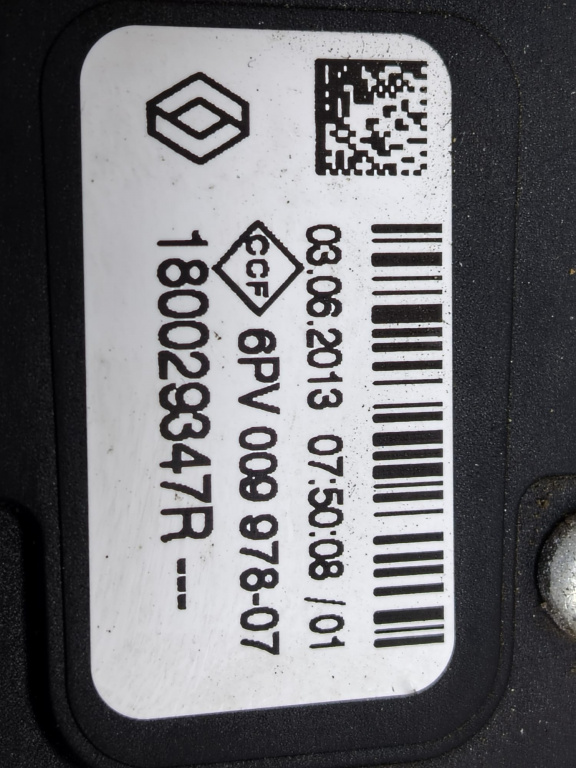 03.06.2013 07:50:08 /01
CCF
6PV 009 978-07
180029347R ---